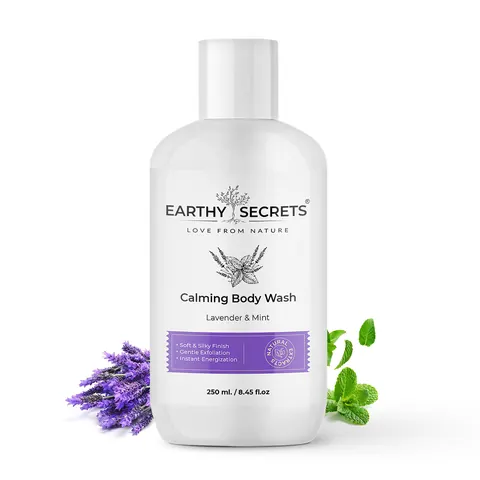 EARTHY SECRETS®
LOVE FROM NATURE
Calming Body Wash
Lavender & Mint
• Soft & Silky Finish
• Gentle Exfoliation
• Instant Energization
NATURAL EXTRACTS
250 ml. / 8.45 fl.oz